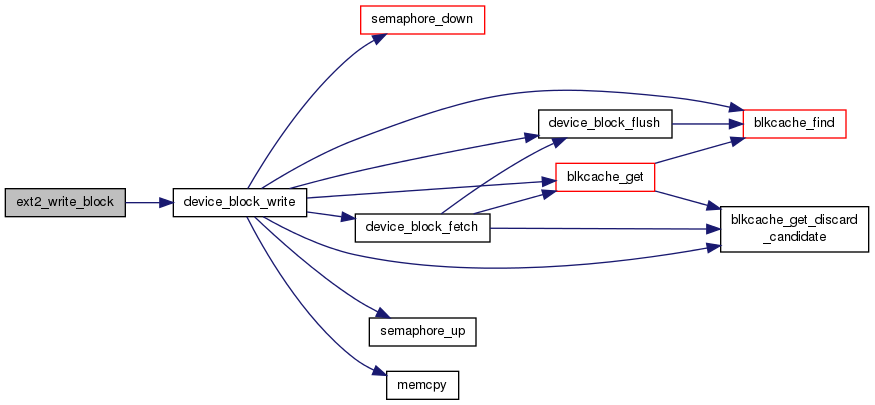 semaphore_down
device_block_flush
blkcache_find
blkcache_get
ext2_write_block
device_block_write
device_block_fetch
blkcache_get_discard
_candidate
semaphore_up
memcpy